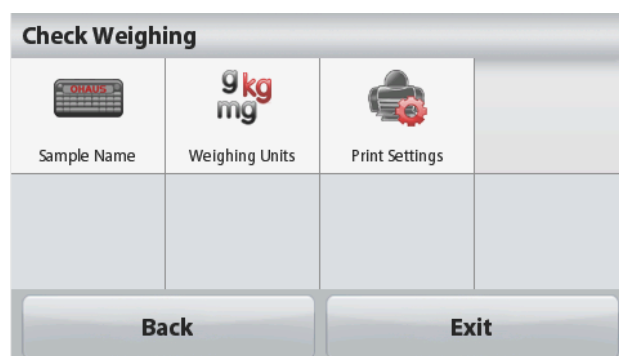 Check Weighing
OHAUS
g kg
mg
Sample Name
Weighing Units
Print Settings
Back
Exit